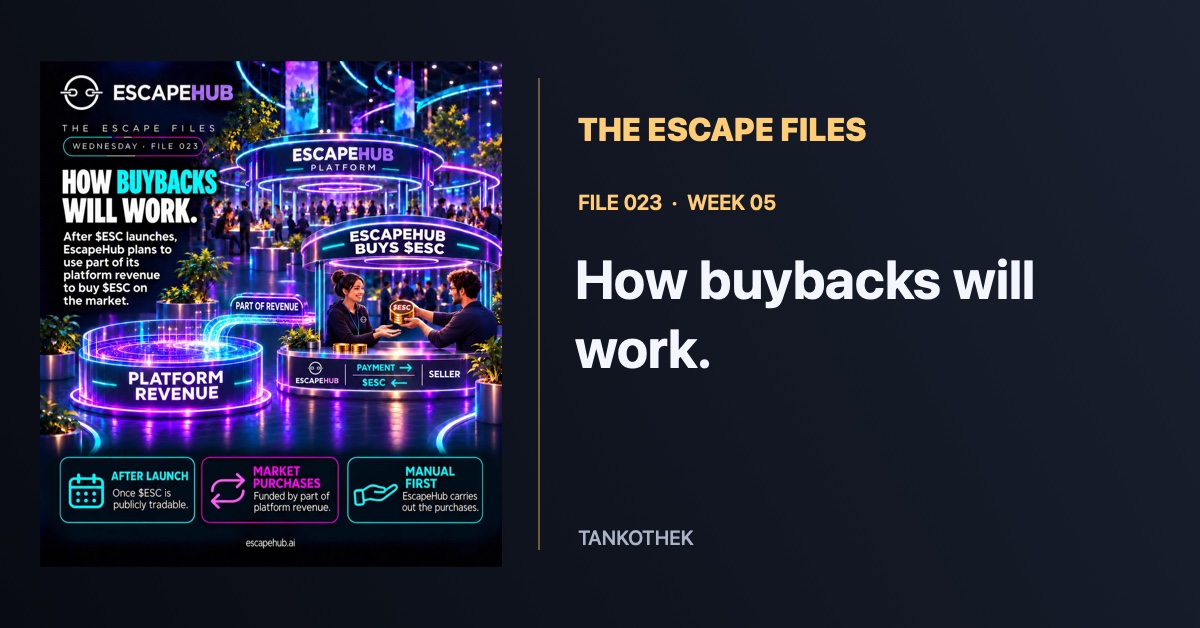 ESCAPEHUB
THE ESCAPE FILES
WEDNESDAY · FILE 023
HOW BUYBACKS
WILL WORK.
After $ESC launches,
EscapeHub plans to
use part of its
platform revenue
to buy $ESC on
the market.
ESCAPEHUB
PLATFORM
ESCAPEHUB
BUYS $ESC
PART OF REVENUE
$ESC
PLATFORM
REVENUE
ESCAPEHUB
PAYMENT →
$ESC ←
SELLER
AFTER LAUNCH
Once $ESC is
publicly tradable.
MARKET
PURCHASES
Funded by part of
platform revenue.
MANUAL
FIRST
EscapeHub carries
out the purchases.
escapehub.ai
THE ESCAPE FILES
FILE 023 · WEEK 05
How buybacks will
work.
TANKOTHEK